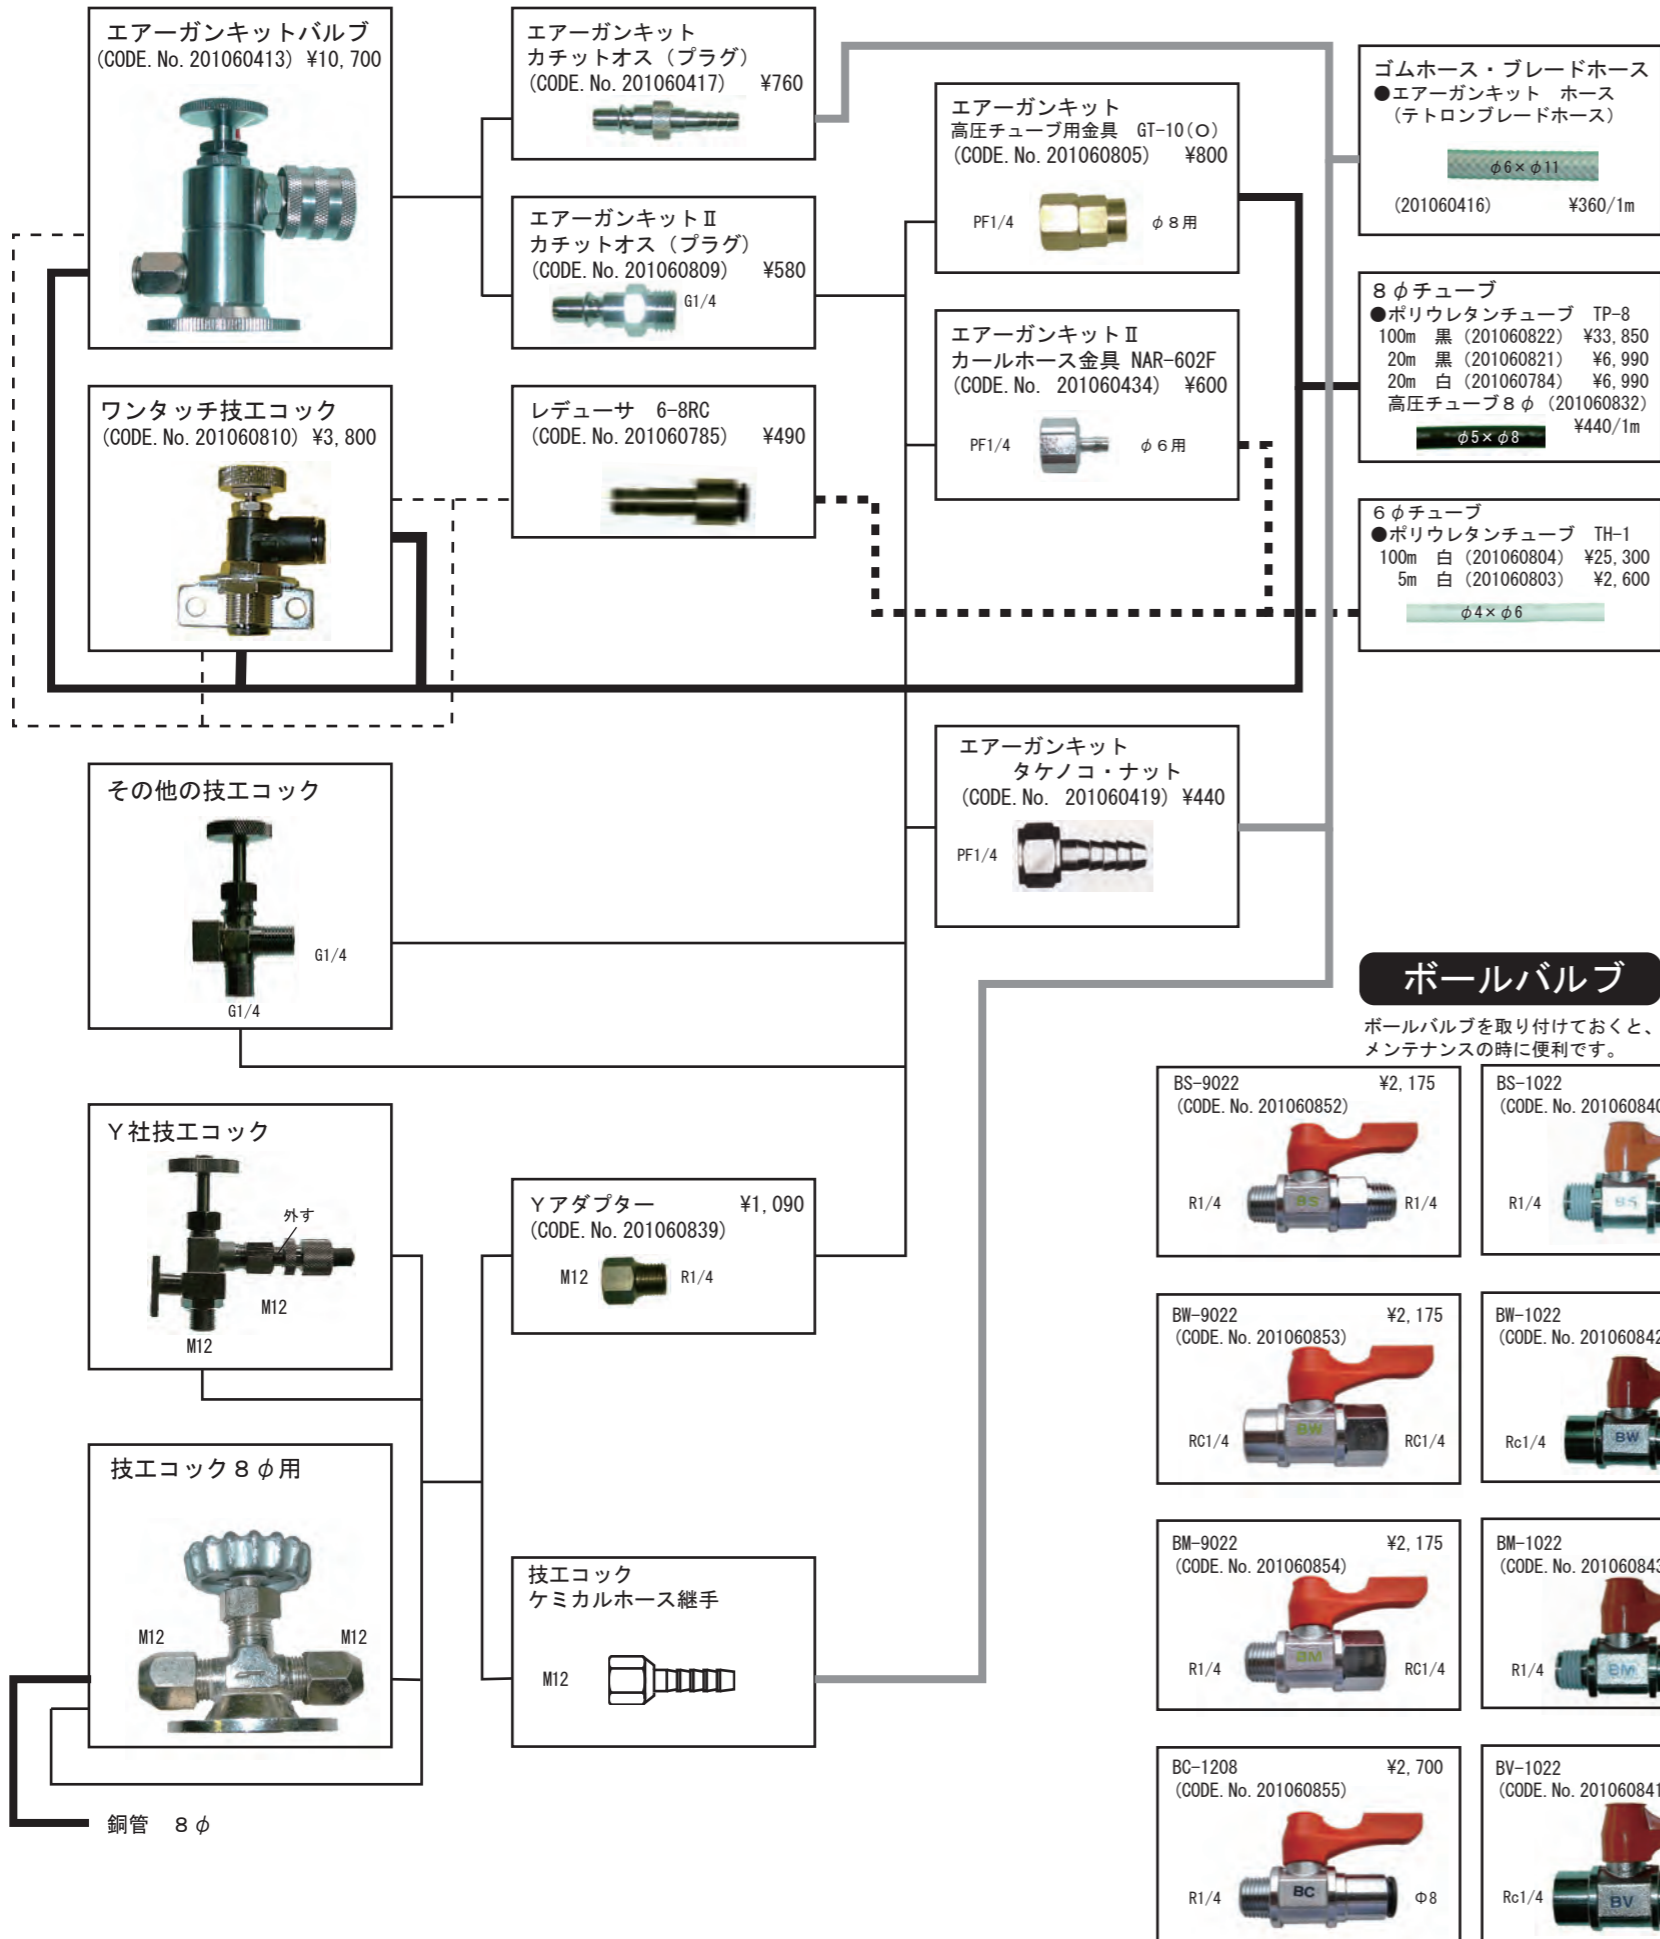 エアーガンキットバルブ
(CODE.No.201060413) ¥10,700
エアーガンキット
カチットオス（プラグ）
(CODE.No.201060417) ¥760
エアーガンキットⅡ
カチットオス（プラグ）
(CODE.No.201060809) ¥580
G1/4
エアーガンキット
高圧チューブ用金具 GT-10(O)
(CODE.No.201060805) ¥800
PF1/4
φ8用
エアーガンキットⅡ
カールホース金具 NAR-602F
(CODE.No. 201060434) ¥600
PF1/4
φ6用
ゴムホース・ブレードホース
●エアーガンキット ホース
（テトロンブレードホース）
φ6×φ11
(201060416) ¥360/1m
8φチューブ
●ポリウレタンチューブ TP-8
100m 黒（201060822） ¥33,850
20m 黒（201060821） ¥6,990
20m 白（201060784） ¥6,990
高圧チューブ8φ（201060832）
¥440/1m
φ5×φ8
6φチューブ
●ポリウレタンチューブ TH-1
100m 白（201060804） ¥25,300
5m 白（201060803） ¥2,600
φ4×φ6
ワンタッチ技工コック
(CODE.No.201060810) ¥3,800
レデューサ 6-8RC
(CODE.No.201060785) ¥490
エアーガンキット
タケノコ・ナット
(CODE.No. 201060419) ¥440
PF1/4
その他の技工コック
G1/4
G1/4
Y社技工コック
外す
M12
M12
Yアダプター ¥1,090
(CODE.No.201060839)
M12
R1/4
技工コック8φ用
M12
M12
銅管 8φ
技工コック
ケミカルホース継手
M12
ボールバルブ
ボールバルブを取り付けておくと、
メンテナンスの時に便利です。
BS-9022 ¥2,175
(CODE.No.201060852)
R1/4
BS
R1/4
BS-1022
(CODE.No.201060840
R1/4
BS
BW-9022 ¥2,175
(CODE.No.201060853)
RC1/4
BW
RC1/4
BW-1022
(CODE.No.201060842
Rc1/4
BW
BM-9022 ¥2,175
(CODE.No.201060854)
R1/4
BM
RC1/4
BM-1022
(CODE.No.201060843
R1/4
BM
BC-1208 ¥2,700
(CODE.No.201060855)
R1/4
BC
Φ8
BV-1022
(CODE.No.201060841
Rc1/4
BV